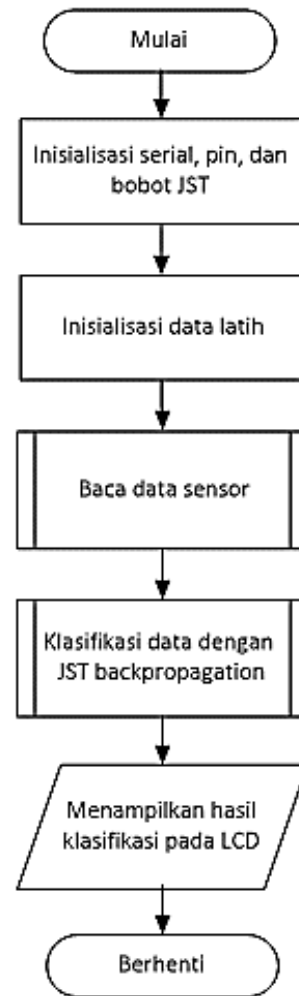 Mulai
Inisialisasi serial, pin, dan
bobot JST
Inisialisasi data latih
Baca data sensor
Klasifikasi data dengan
JST backpropagation
Menampilkan hasil
klasifikasi pada LCD
Berhenti